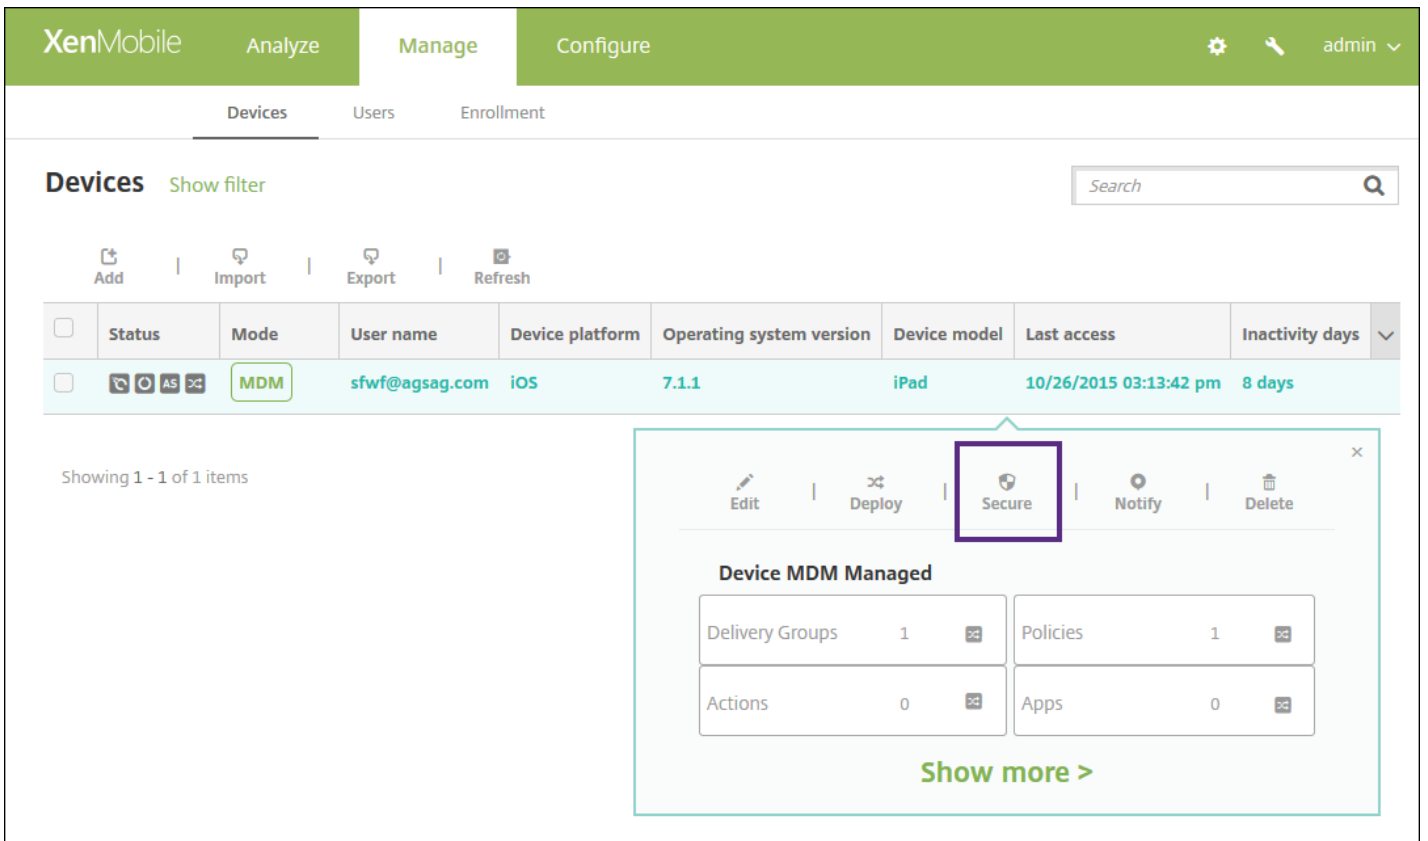 XenMobile Analyze Manage Configure admin
Devices Users Enrollment
Devices Show filter Search
Add | Import | Export | Refresh
Status Mode User name Device platform Operating system version Device model Last access Inactivity days
AS MDM sfwf@agsag.com iOS 7.1.1 iPad 10/26/2015 03:13:42 pm 8 days
Showing 1 - 1 of 1 items
×
Edit | Deploy | Secure | Notify | Delete
Device MDM Managed
Delivery Groups 1 Policies 1
Actions 0 Apps 0
Show more >